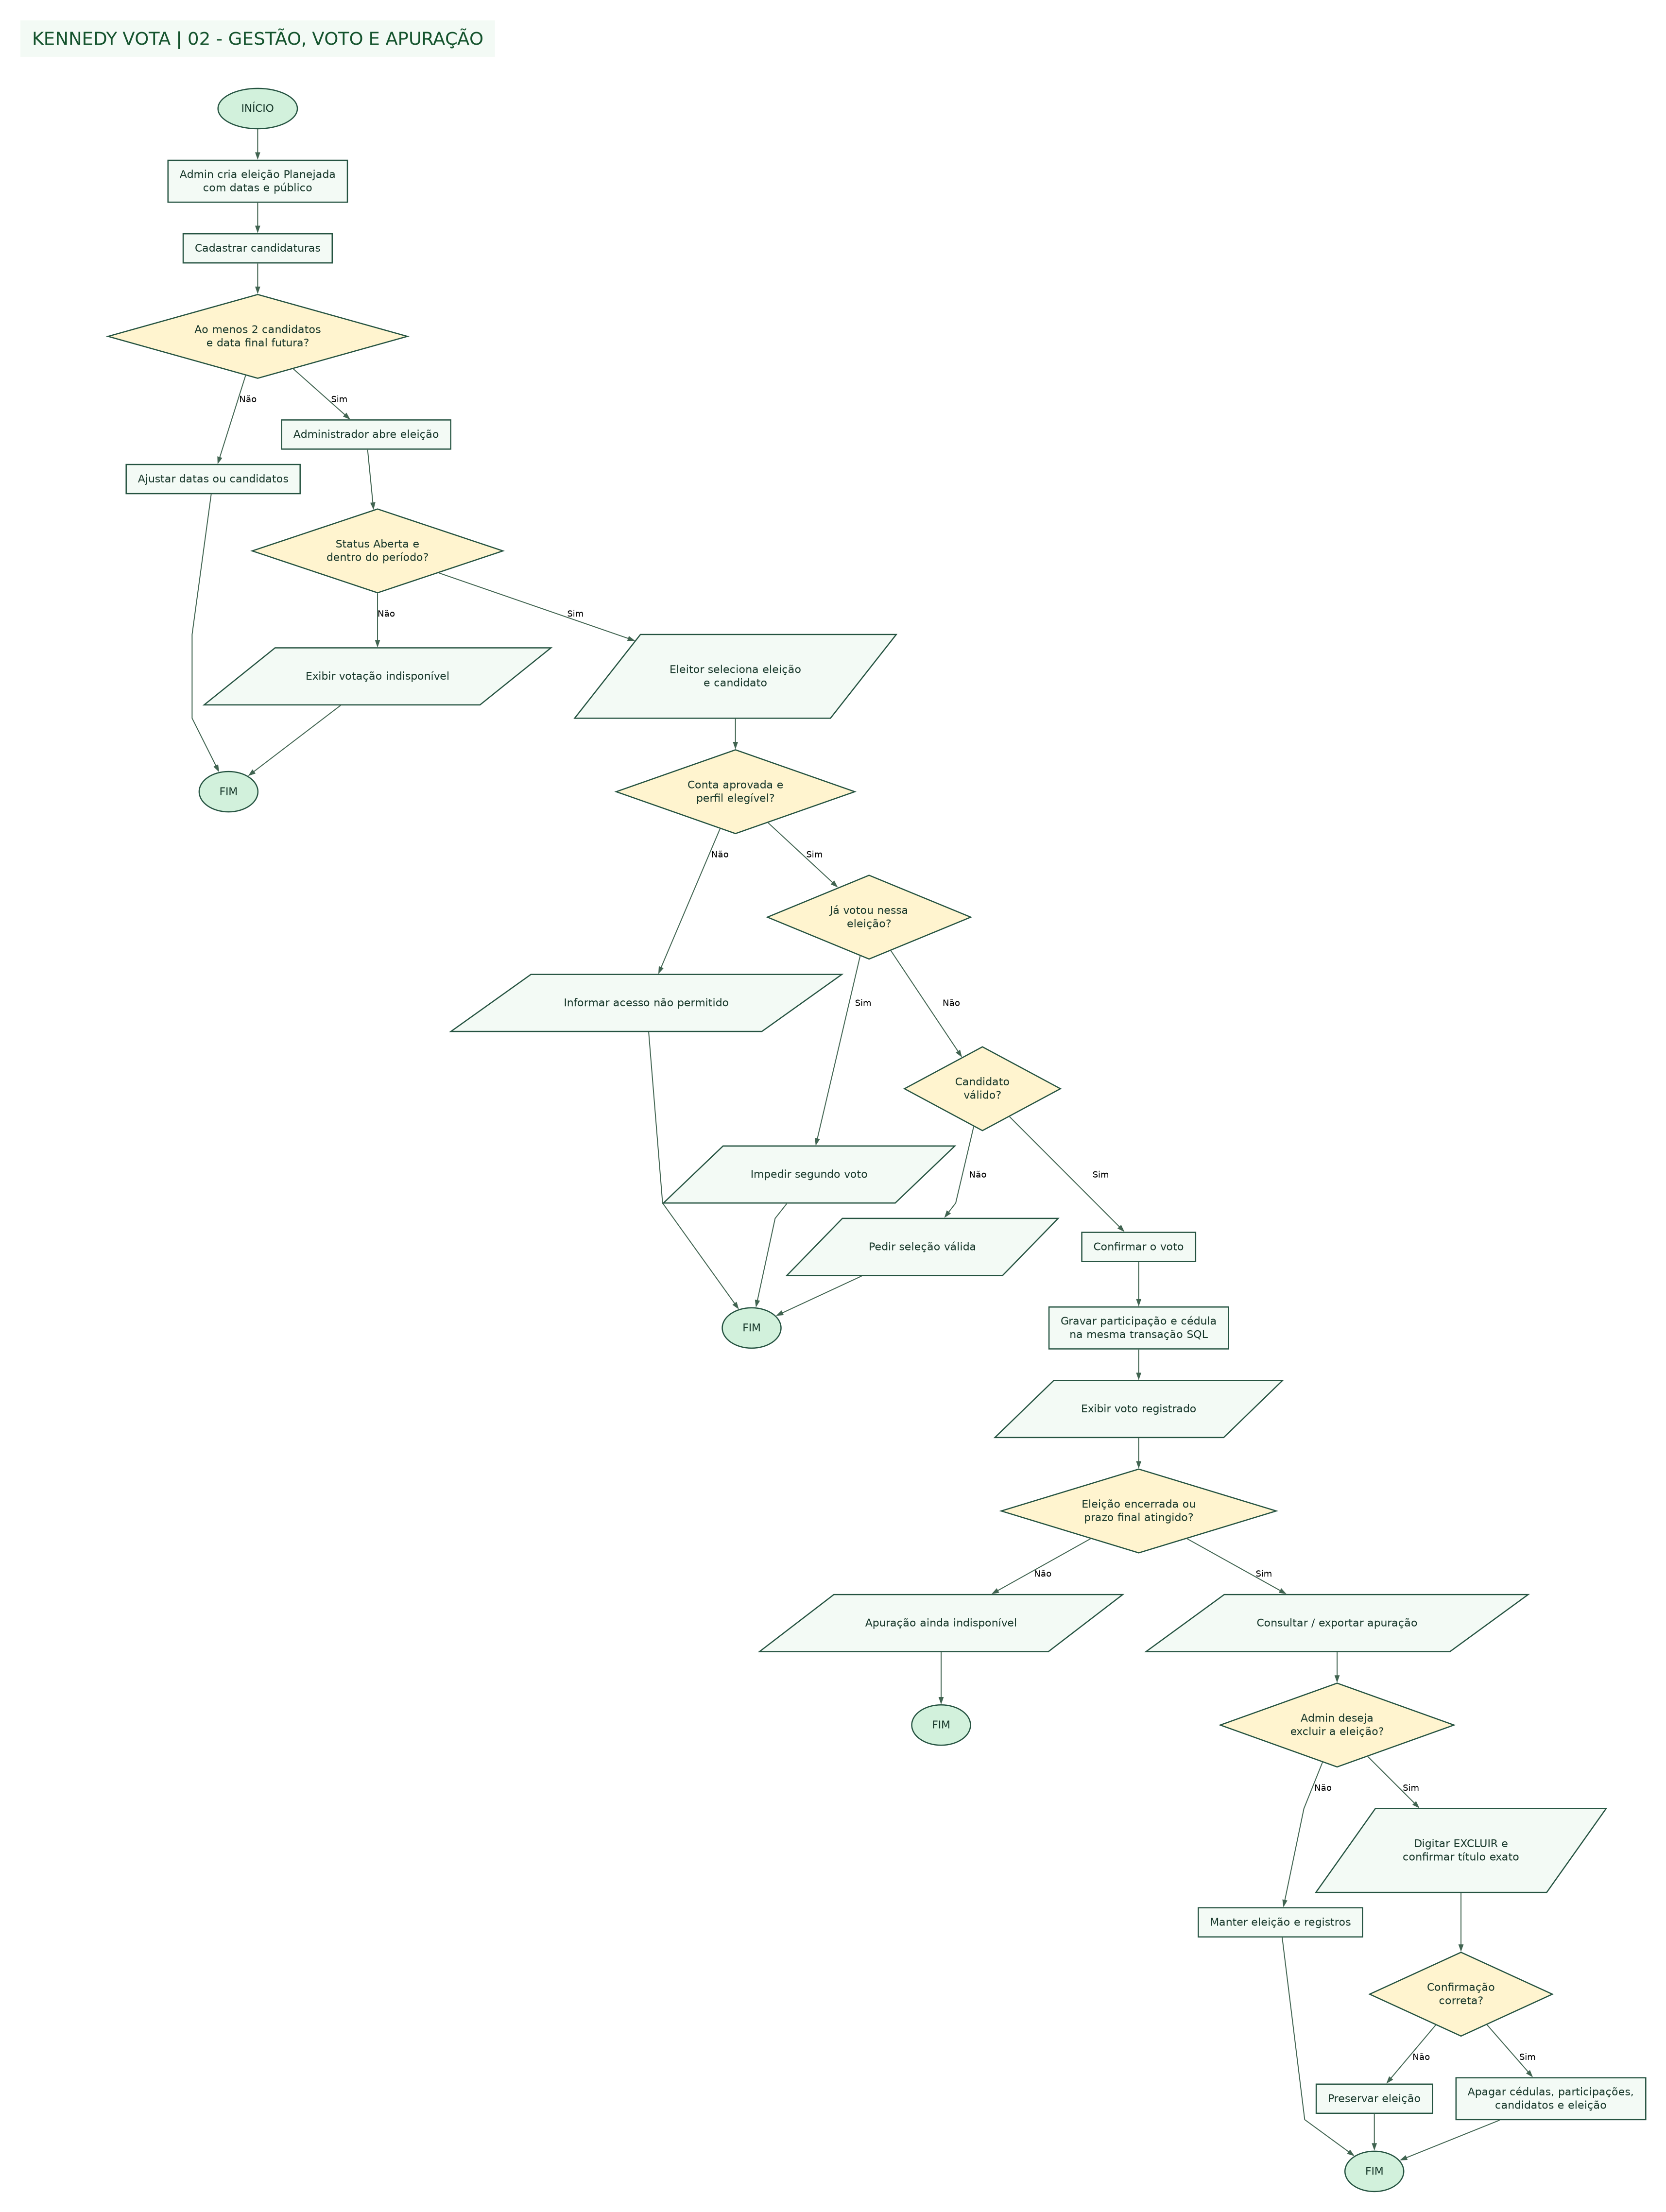 KENNEDY VOTA | 02 - GESTÃO, VOTO E APURAÇÃO
INÍCIO
Admin cria eleição Planejada
com datas e público
Cadastrar candidaturas
Ao menos 2 candidatos
e data final futura?
Não
Sim
Administrador abre eleição
Ajustar datas ou candidatos
Status Aberta e
dentro do período?
Não
Sim
Exibir votação indisponível
Eleitor seleciona eleição
e candidato
FIM
Conta aprovada e
perfil elegível?
Não
Sim
Já votou nessa
eleição?
Informar acesso não permitido
Sim
Não
Candidato
válido?
Impedir segundo voto
Não
Sim
Pedir seleção válida
Confirmar o voto
FIM
Gravar participação e cédula
na mesma transação SQL
Exibir voto registrado
Eleição encerrada ou
prazo final atingido?
Não
Sim
Apuração ainda indisponível
Consultar / exportar apuração
FIM
Admin deseja
excluir a eleição?
Não
Sim
Digitar EXCLUIR e
confirmar título exato
Manter eleição e registros
Confirmação
correta?
Não
Sim
Preservar eleição
Apagar cédulas, participações,
candidatos e eleição
FIM